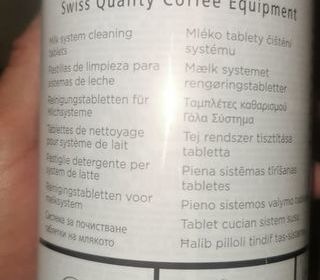 Swiss Quality Coffee Equipment
Milk system cleaning
tablets
Pastillas de limpieza para
sistemas de leche
Reinigungstabletten für
Milchsysteme
Tablettes de nettoyage
pour système de lait
Pastiglie detergente per
system de latte
Reinigingstabletten voor
melksysteem
Система за почистване
таблетки на млякото
Mléko tablety čištění
systému
Mælk systemet
rengøringstabletter
Ταμπλέτες καθαρισμού
Γάλα Σύστημα
Tej rendszer tisztítása
tabletta
Piena sistēmas tīrīšanas
tabletes
Pieno sistemos valymo
Tablet cucian sistem susu
Ħalib pilloli tindif tas-sistema